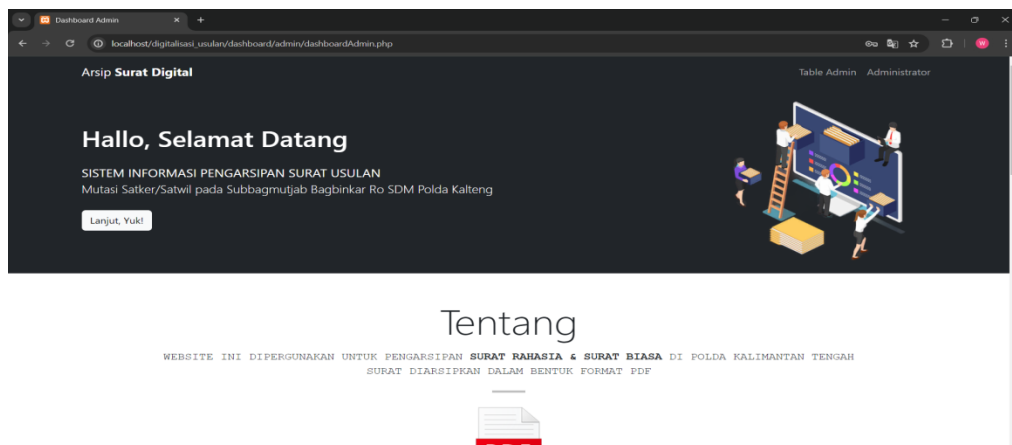 Dashboard Admin
localhost/digitalisasi_usulan/dashboard/admin/dashboardAdmin.php
W
Arsip Surat Digital
Table Admin Administrator
Hallo, Selamat Datang
SISTEM INFORMASI PENGARSIPAN SURAT USULAN
Mutasi Satker/Satwil pada Subbagmutjab Bagbinkar Ro SDM Polda Kalteng
Lanjut, Yuk!
Tentang
WEBSITE INI DIPERGUNAKAN UNTUK PENGARSIPAN SURAT RAHASIA & SURAT BIASA DI POLDA KALIMANTAN TENGAH
SURAT DIARSIPKAN DALAM BENTUK FORMAT PDF